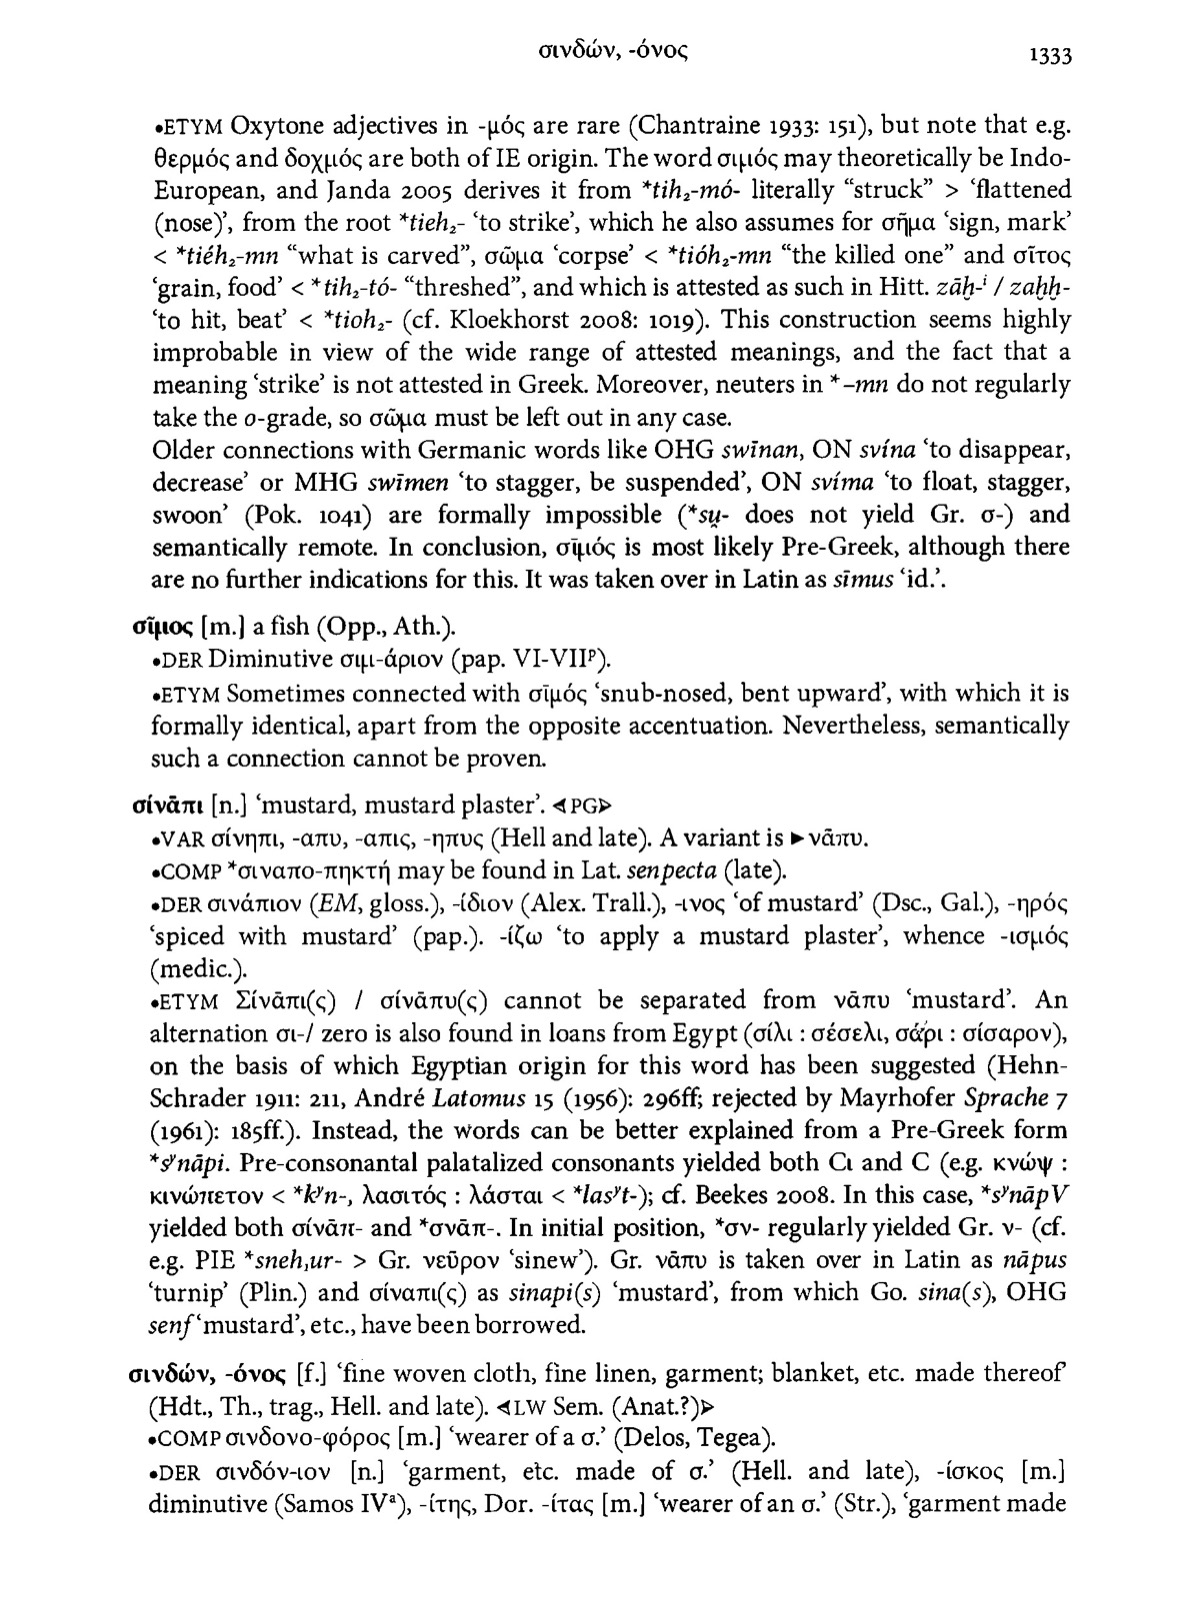 σινδών, -όνος 1333
•ETYM Oxytone adjectives in -μός are rare (Chantraine 1933: 151), but note that e.g.
θερμός and δοχμιός are both of IE origin. The word σιμιός may theoretically be Indo-
European, and Janda 2005 derives it from *tih₂-mó- literally “struck” > ‘flattened
(nose)’, from the root *tieh₂- ‘to strike’, which he also assumes for σῆμα ‘sign, mark’
< *tiéh₂-mn “what is carved”, σῶμα ‘corpse’ < *tióh₂-mn “the killed one” and σῖτος
‘grain, food’ < *tih₂-tó- “threshed”, and which is attested as such in Hitt. zāḫ-ⁱ / zaḫḫ-
‘to hit, beat’ < *tioh₂- (cf. Kloekhorst 2008: 1019). This construction seems highly
improbable in view of the wide range of attested meanings, and the fact that a
meaning ‘strike’ is not attested in Greek. Moreover, neuters in *–mn do not regularly
take the o-grade, so σῶμα must be left out in any case.
Older connections with Germanic words like OHG swīnan, ON svína ‘to disappear,
decrease’ or MHG swīmen ‘to stagger, be suspended’, ON svíma ‘to float, stagger,
swoon’ (Pok. 1041) are formally impossible (*su̯- does not yield Gr. σ-) and
semantically remote. In conclusion, σῑμιός is most likely Pre-Greek, although there
are no further indications for this. It was taken over in Latin as sīmus ‘id.’.
σῖμος [m.] a fish (Opp., Ath.).
•DER Diminutive σιμι-άριον (pap. VI-VIIᵖ).
•ETYM Sometimes connected with σῑμός ‘snub-nosed, bent upward’, with which it is
formally identical, apart from the opposite accentuation. Nevertheless, semantically
such a connection cannot be proven.
σίνᾱπι [n.] ‘mustard, mustard plaster’. ◁PG▷
•VAR σίνηπι, -απυ, -απις, -ηπυς (Hell and late). A variant is ►νᾶπυ.
•COMP *σιναπο-πηκτή may be found in Lat. senpecta (late).
•DER σινάπιον (EM, gloss.), -ίδιον (Alex. Trall.), -ινος ‘of mustard’ (Dsc., Gal.), -ηρός
‘spiced with mustard’ (pap.). -ίζω ‘to apply a mustard plaster’, whence -ισμός
(medic.).
•ETYM Σίνᾱπι(ς) / σίνᾱπυ(ς) cannot be separated from νᾶπυ ‘mustard’. An
alternation σι-/ zero is also found in loans from Egypt (σίλι : σέσελι, σάρι : σίσαρον),
on the basis of which Egyptian origin for this word has been suggested (Hehn-
Schrader 1911: 211, André Latomus 15 (1956): 296ff; rejected by Mayrhofer Sprache 7
(1961): 185ff.). Instead, the words can be better explained from a Pre-Greek form
*sʸnāpi. Pre-consonantal palatalized consonants yielded both Cι and C (e.g. κνώψ :
κινώπετον < *kʸn-, λασιτός : λάσται < *lasʸt-); cf. Beekes 2008. In this case, *sʸnāpV
yielded both σίνᾱπ- and *σνᾱπ-. In initial position, *σν- regularly yielded Gr. ν- (cf.
e.g. PIE *sneh₁ur- > Gr. νεῦρον ‘sinew’). Gr. νᾶπυ is taken over in Latin as nāpus
‘turnip’ (Plin.) and σίναπι(ς) as sinapi(s) ‘mustard’, from which Go. sina(s), OHG
senf ‘mustard’, etc., have been borrowed.
σινδών, -όνος [f.] ‘fine woven cloth, fine linen, garment; blanket, etc. made thereof’
(Hdt., Th., trag., Hell. and late). ◁LW Sem. (Anat.?)▷
•COMP σινδονο-φόρος [m.] ‘wearer of a σ.’ (Delos, Tegea).
•DER σινδόν-ιον [n.] ‘garment, etc. made of σ.’ (Hell. and late), -ίσκος [m.]
diminutive (Samos IVᵃ), -ίτης, Dor. -ίτας [m.] ‘wearer of an σ.’ (Str.), ‘garment made